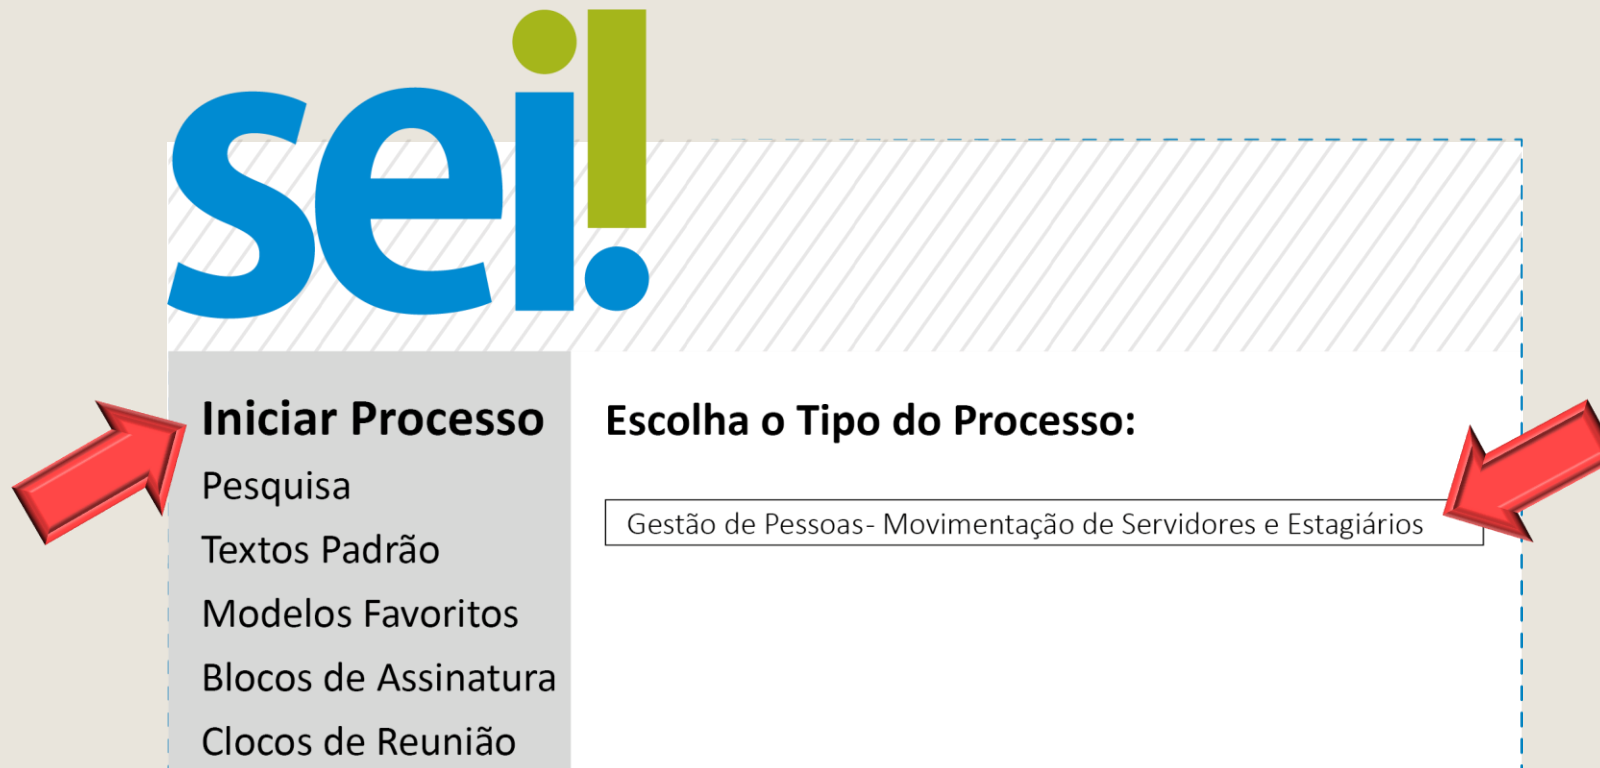 sei!
Iniciar Processo
Pesquisa
Textos Padrão
Modelos Favoritos
Blocos de Assinatura
Clocos de Reunião
Escolha o Tipo do Processo:
Gestão de Pessoas- Movimentação de Servidores e Estagiários